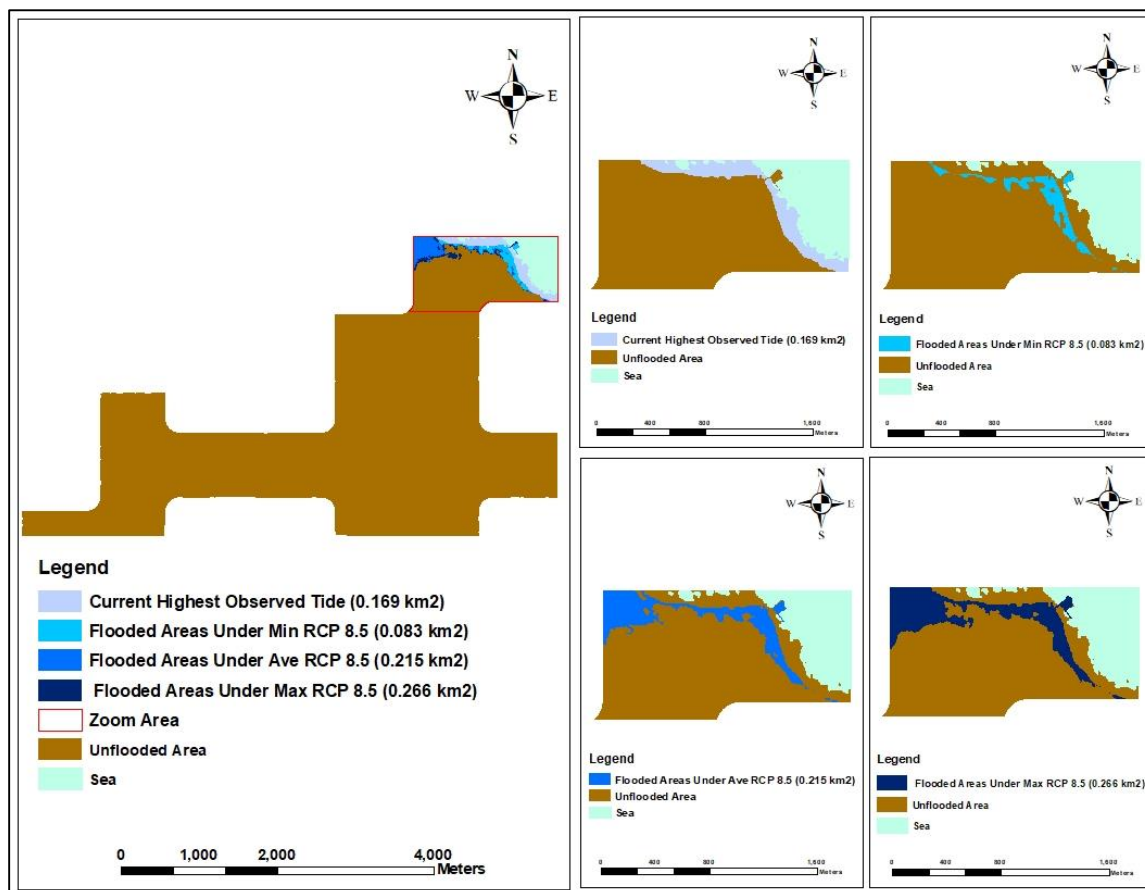 N
W E
S
Legend
Current Highest Observed Tide (0.169 km2)
Flooded Areas Under Min RCP 8.5 (0.083 km2)
Flooded Areas Under Ave RCP 8.5 (0.215 km2)
Flooded Areas Under Max RCP 8.5 (0.266 km2)
Zoom Area
Unflooded Area
Sea
0 1,000 2,000 4,000
Meters
N
W E
S
Legend
Current Highest Observed Tide (0.169 km2)
Unflooded Area
Sea
0 400 800 1,600
Meters
N
W E
S
Legend
Flooded Areas Under Min RCP 8.5 (0.083 km2)
Unflooded Area
Sea
0 400 800 1,600
Meters
N
W E
S
Legend
Flooded Areas Under Ave RCP 8.5 (0.215 km2)
Unflooded Area
Sea
0 400 800 1,600
Meters
N
W E
S
Legend
Flooded Areas Under Max RCP 8.5 (0.266 km2)
Unflooded Area
Sea
0 400 800 1,600
Meters